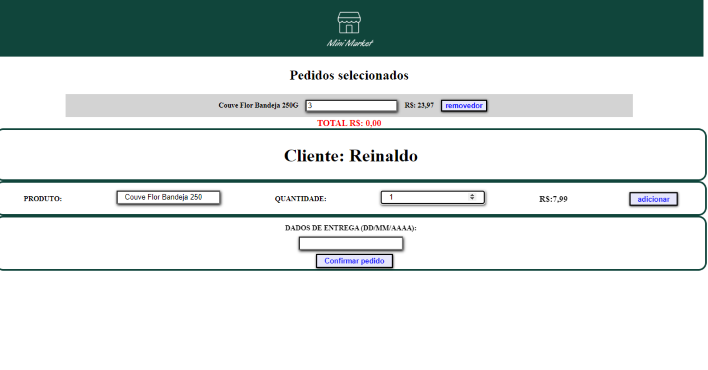 Mini Market
Pedidos selecionados
Couve Flor Bandeja 250G 3 R$: 23,97 removedor
TOTAL R$: 0,00
Cliente: Reinaldo
PRODUTO: Couve Flor Bandeja 250 QUANTIDADE: 1 R$:7,99 adicionar
DADOS DE ENTREGA (DD/MM/AAAA):
Confirmar pedido